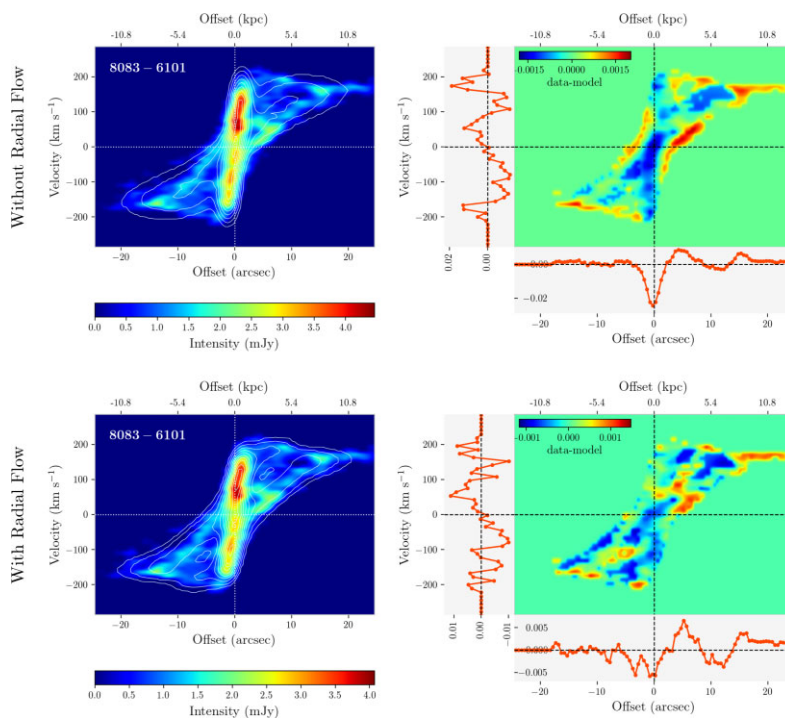 Offset (kpc)
-10.8 -5.4 0.0 5.4 10.8
8083 − 6101
Without Radial Flow
Velocity (km s⁻¹)
200
100
0
−100
−200
−20 −10 0 10 20
Offset (arcsec)
0.0 0.5 1.0 1.5 2.0 2.5 3.0 3.5 4.0
Intensity (mJy)
Offset (kpc)
-10.8 -5.4 0.0 5.4 10.8
-0.0015 0.0000 0.0015
data-model
Velocity (km s⁻¹)
200
100
0
−100
−200
0.02 0.00
0.00
−0.02
−20 −10 0 10 20
Offset (arcsec)
Offset (kpc)
-10.8 -5.4 0.0 5.4 10.8
8083 − 6101
With Radial Flow
Velocity (km s⁻¹)
200
100
0
−100
−200
−20 −10 0 10 20
Offset (arcsec)
0.0 0.5 1.0 1.5 2.0 2.5 3.0 3.5 4.0
Intensity (mJy)
Offset (kpc)
-10.8 -5.4 0.0 5.4 10.8
-0.001 0.000 0.001
data-model
Velocity (km s⁻¹)
200
100
0
−100
−200
0.01 0.00 -0.01
0.005
0.000
−0.005
−20 −10 0 10 20
Offset (arcsec)